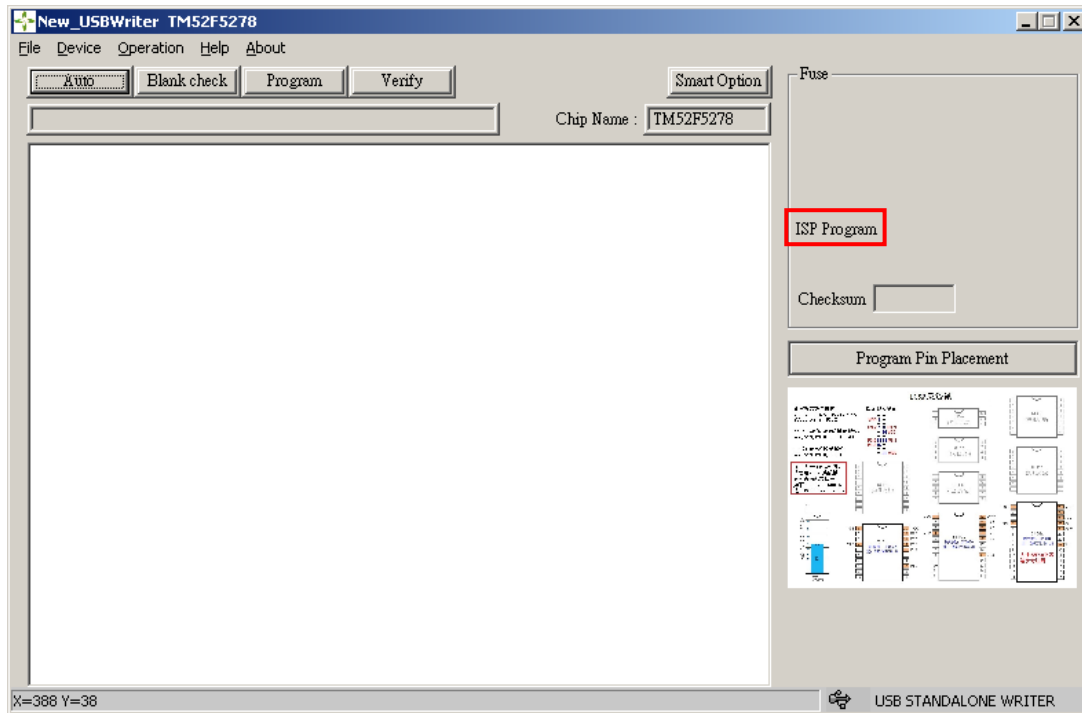 New_USBWriter TM52F5278
File Device Operation Help About
Auto Blank check Program Verify Smart Option
Chip Name : TM52F5278
Fuse
ISP Program
Checksum
Program Pin Placement
X=388 Y=38
USB STANDALONE WRITER